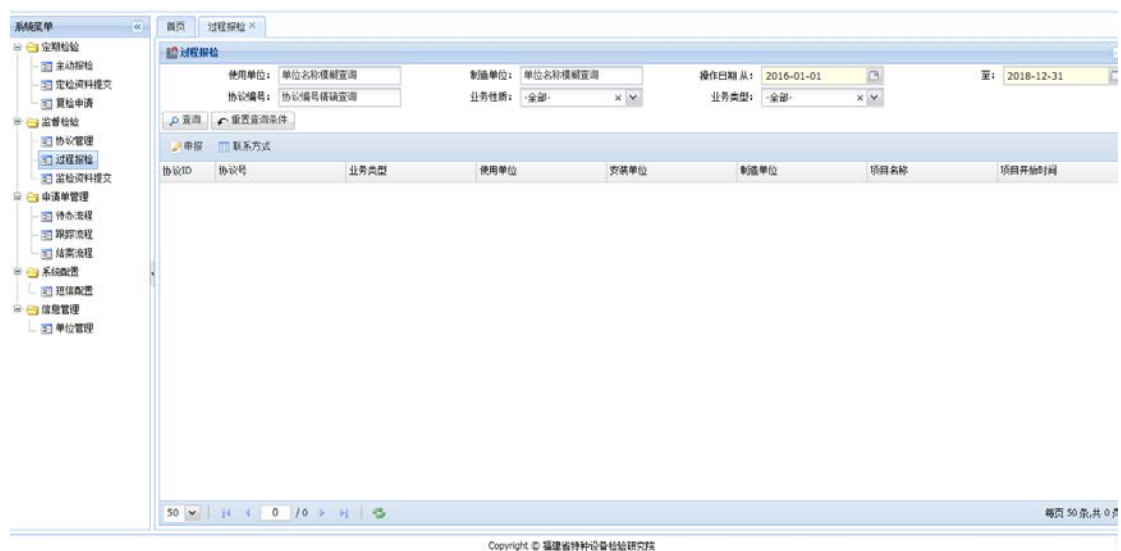 系统菜单
定期检验
主动报检
定检资料提交
复检申请
监督检验
协议管理
过程报检
监检资料提交
申请单管理
待办流程
跟踪流程
结案流程
系统配置
短信配置
信息管理
单位管理
首页 过程报检
过程报检
使用单位: 单位名称模糊查询 制造单位: 单位名称模糊查询 操作日期 从: 2016-01-01 至: 2018-12-31
协议编号: 协议编号精确查询 业务性质: -全部- 业务类型: -全部-
查询 重置查询条件
申报 联系方式
协议ID 协议号 业务类型 使用单位 安装单位 制造单位 项目名称 项目开始时间
50 0 / 0 每页 50 条,共 0
Copyright © 福建省特种设备检验研究院